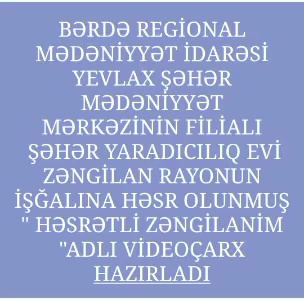 BƏRDƏ REGİONAL
MƏDƏNİYYƏT İDARƏSİ
YEVLAX ŞƏHƏR
MƏDƏNİYYƏT
MƏRKƏZİNİN FİLİALI
ŞƏHƏR YARADICILIQ EVİ
ZƏNGİLAN RAYONUN
İŞĞALINA HƏSR OLUNMUŞ
" HƏSRƏTLİ ZƏNGİLANİM
"ADLI VİDEOÇARX
HAZIRLADI